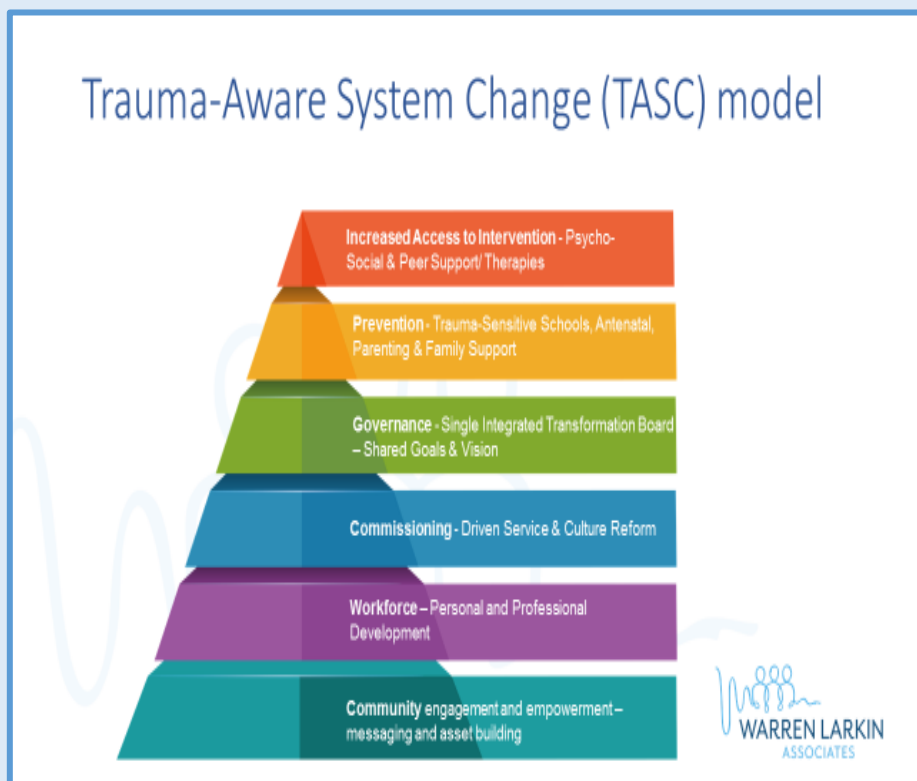 Trauma-Aware System Change (TASC) model
Increased Access to Intervention - Psycho-
Social & Peer Support/ Therapies
Prevention - Trauma-Sensitive Schools, Antenatal,
Parenting & Family Support
Governance - Single Integrated Transformation Board
– Shared Goals & Vision
Commissioning - Driven Service & Culture Reform
Workforce – Personal and Professional
Development
Community engagement and empowerment –
messaging and asset building
WARREN LARKIN
ASSOCIATES